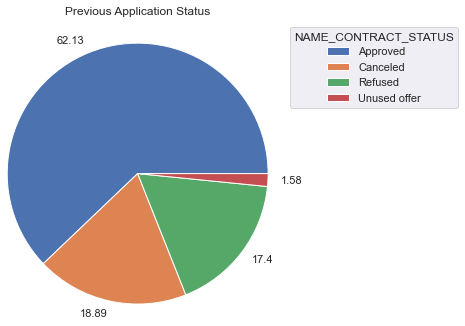 Previous Application Status
62.13
NAME_CONTRACT_STATUS
Approved
Canceled
Refused
Unused offer
1.58
17.4
18.89